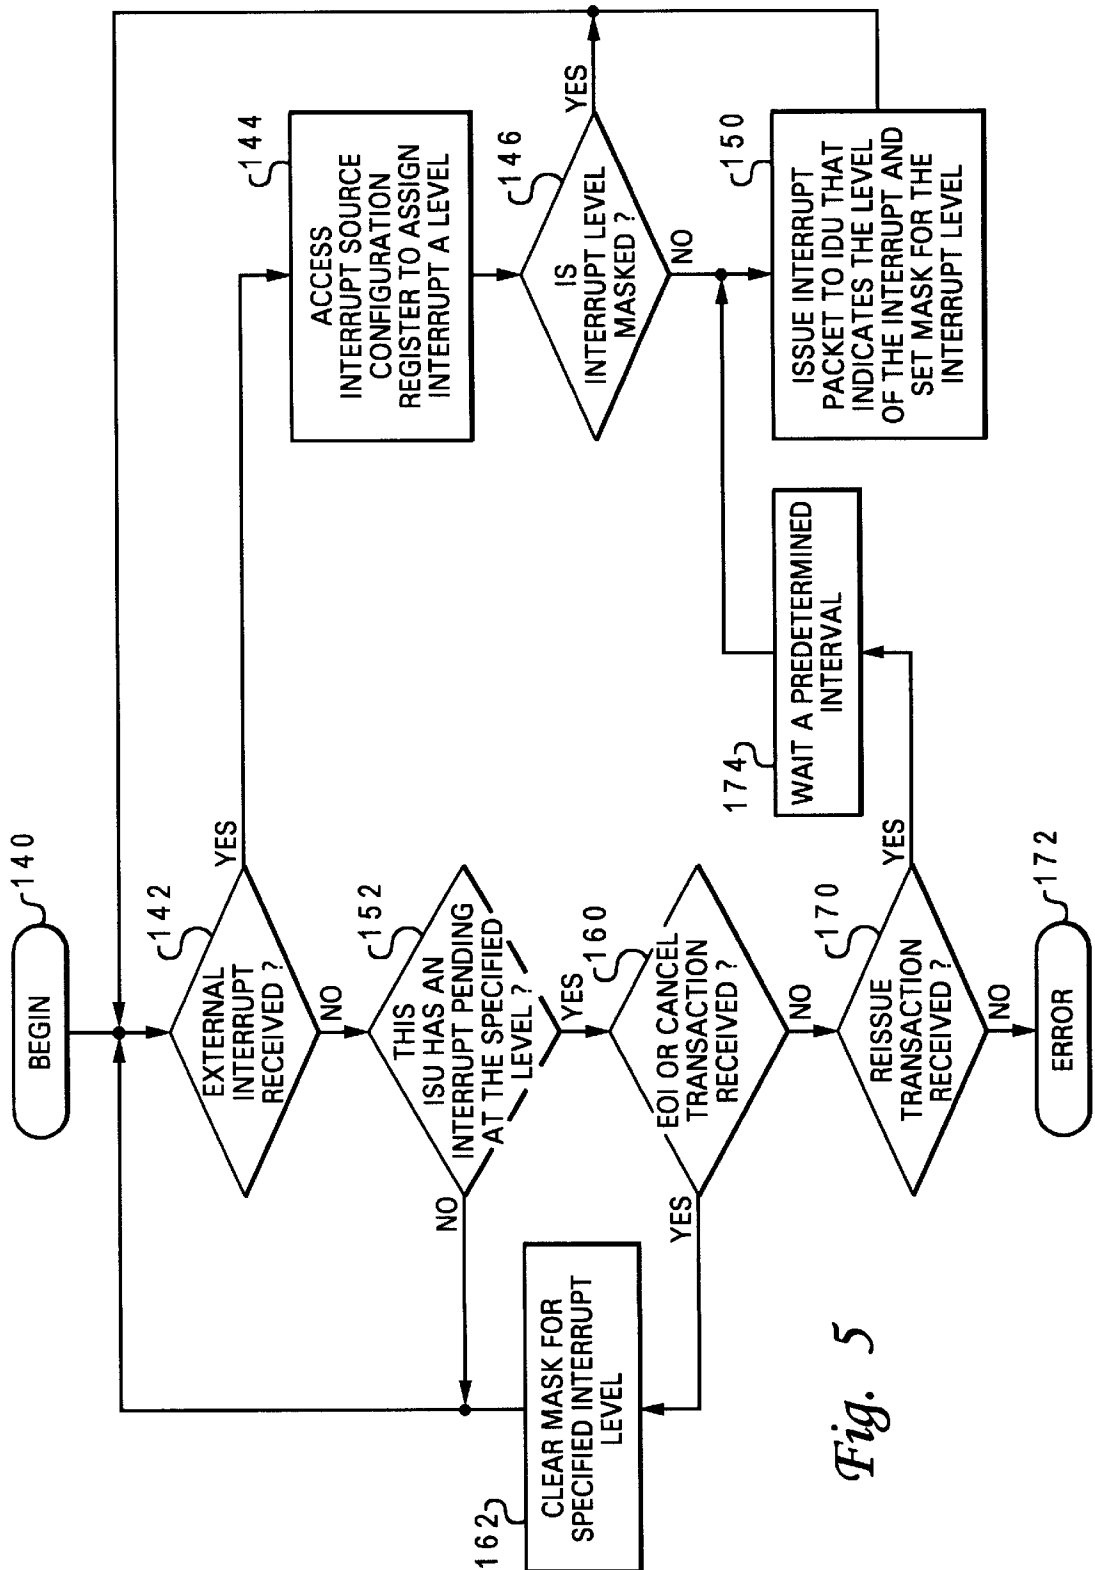 BEGIN
140
EXTERNAL
INTERRUPT
RECEIVED ?
142
YES
NO
ACCESS
INTERRUPT SOURCE
CONFIGURATION
REGISTER TO ASSIGN
INTERRUPT A LEVEL
144
IS
INTERRUPT LEVEL
MASKED ?
146
YES
NO
ISSUE INTERRUPT
PACKET TO IDU THAT
INDICATES THE LEVEL
OF THE INTERRUPT AND
SET MASK FOR THE
INTERRUPT LEVEL
150
THIS
ISU HAS AN
INTERRUPT PENDING
AT THE SPECIFIED
LEVEL ?
152
NO
YES
EOI OR CANCEL
TRANSACTION
RECEIVED ?
160
YES
NO
CLEAR MASK FOR
SPECIFIED INTERRUPT
LEVEL
162
REISSUE
TRANSACTION
RECEIVED ?
170
YES
NO
WAIT A PREDETERMINED
INTERVAL
174
ERROR
172
Fig. 5